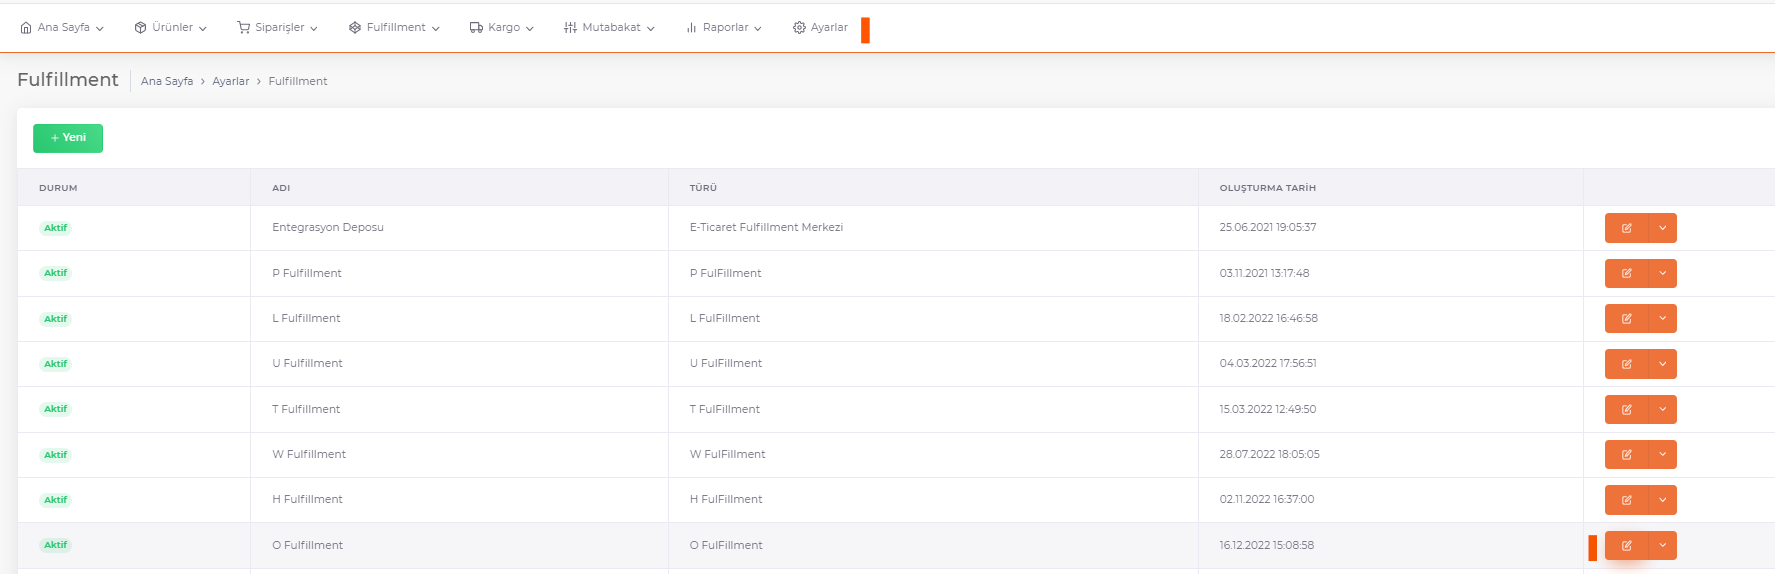 Ana Sayfa Ürünler Siparişler Fulfillment Kargo Mutabakat Raporlar Ayarlar
Fulfillment Ana Sayfa > Ayarlar > Fulfillment
+ Yeni
DURUM ADI TÜRÜ OLUŞTURMA TARİH
Aktif Entegrasyon Deposu E-Ticaret Fulfillment Merkezi 25.06.2021 19:05:37
Aktif P Fulfillment P FulFillment 03.11.2021 13:17:48
Aktif L Fulfillment L FulFillment 18.02.2022 16:46:58
Aktif U Fulfillment U FulFillment 04.03.2022 17:56:51
Aktif T Fulfillment T FulFillment 15.03.2022 12:49:50
Aktif W Fulfillment W FulFillment 28.07.2022 18:05:05
Aktif H Fulfillment H FulFillment 02.11.2022 16:37:00
Aktif O Fulfillment O FulFillment 16.12.2022 15:08:58